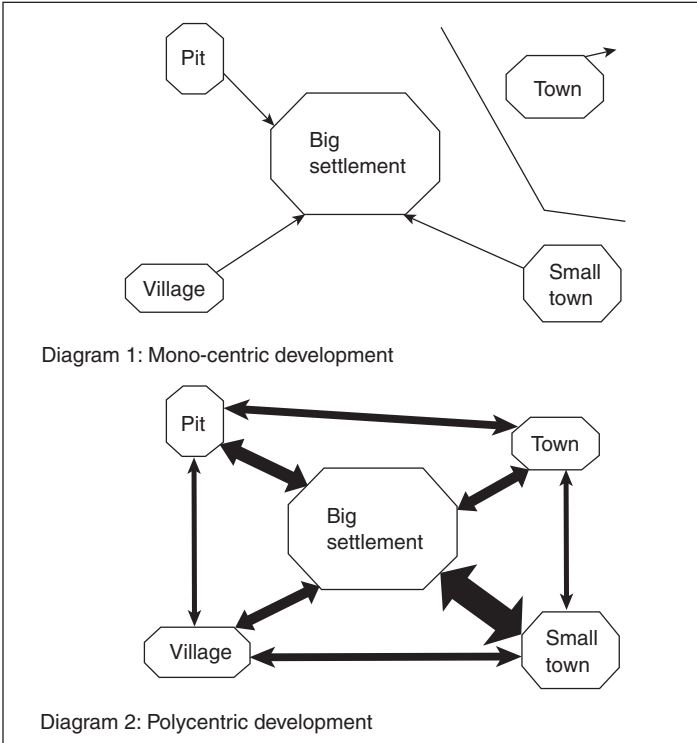 Pit
Town
Big
settlement
Village
Small
town
Diagram 1: Mono-centric development
Pit
Town
Big
settlement
Village
Small
town
Diagram 2: Polycentric development